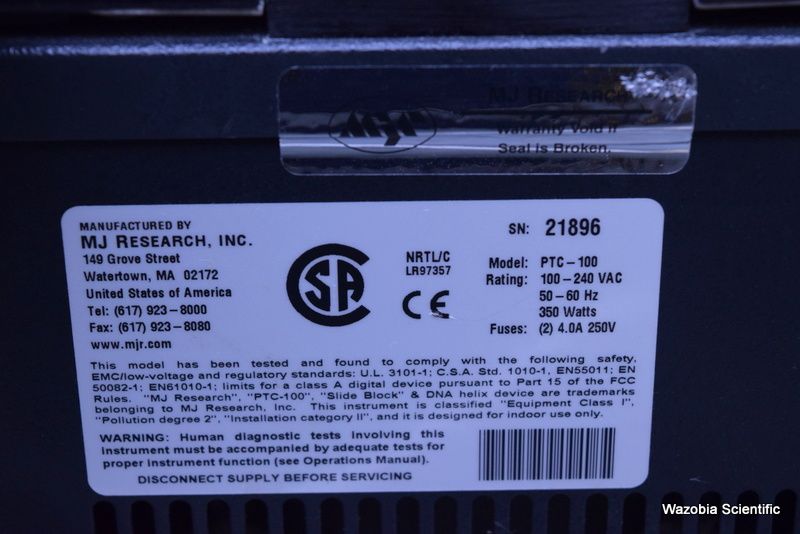 MJ RESEARCH
Warranty Void if
Seal is Broken.
MANUFACTURED BY
MJ RESEARCH, INC.
149 Grove Street
Watertown, MA 02172
United States of America
Tel: (617) 923-8000
Fax: (617) 923-8080
www.mjr.com
CSA
NRTL/C
LR97357
CE
SN: 21896
Model: PTC-100
Rating: 100-240 VAC
50-60 Hz
350 Watts
Fuses: (2) 4.0A 250V
This model has been tested and found to comply with the following safety,
EMC/low-voltage and regulatory standards: U.L. 3101-1; C.S.A. Std. 1010-1, EN55011; EN
50082-1; EN61010-1; limits for a class A digital device pursuant to Part 15 of the FCC
Rules. "MJ Research", "PTC-100", "Slide Block" & DNA helix device are trademarks
belonging to MJ Research, Inc. This instrument is classified "Equipment Class I",
"Pollution degree 2", "Installation category II", and it is designed for indoor use only.
WARNING: Human diagnostic tests involving this
instrument must be accompanied by adequate tests for
proper instrument function (see Operations Manual).
DISCONNECT SUPPLY BEFORE SERVICING
Wazobia Scientific